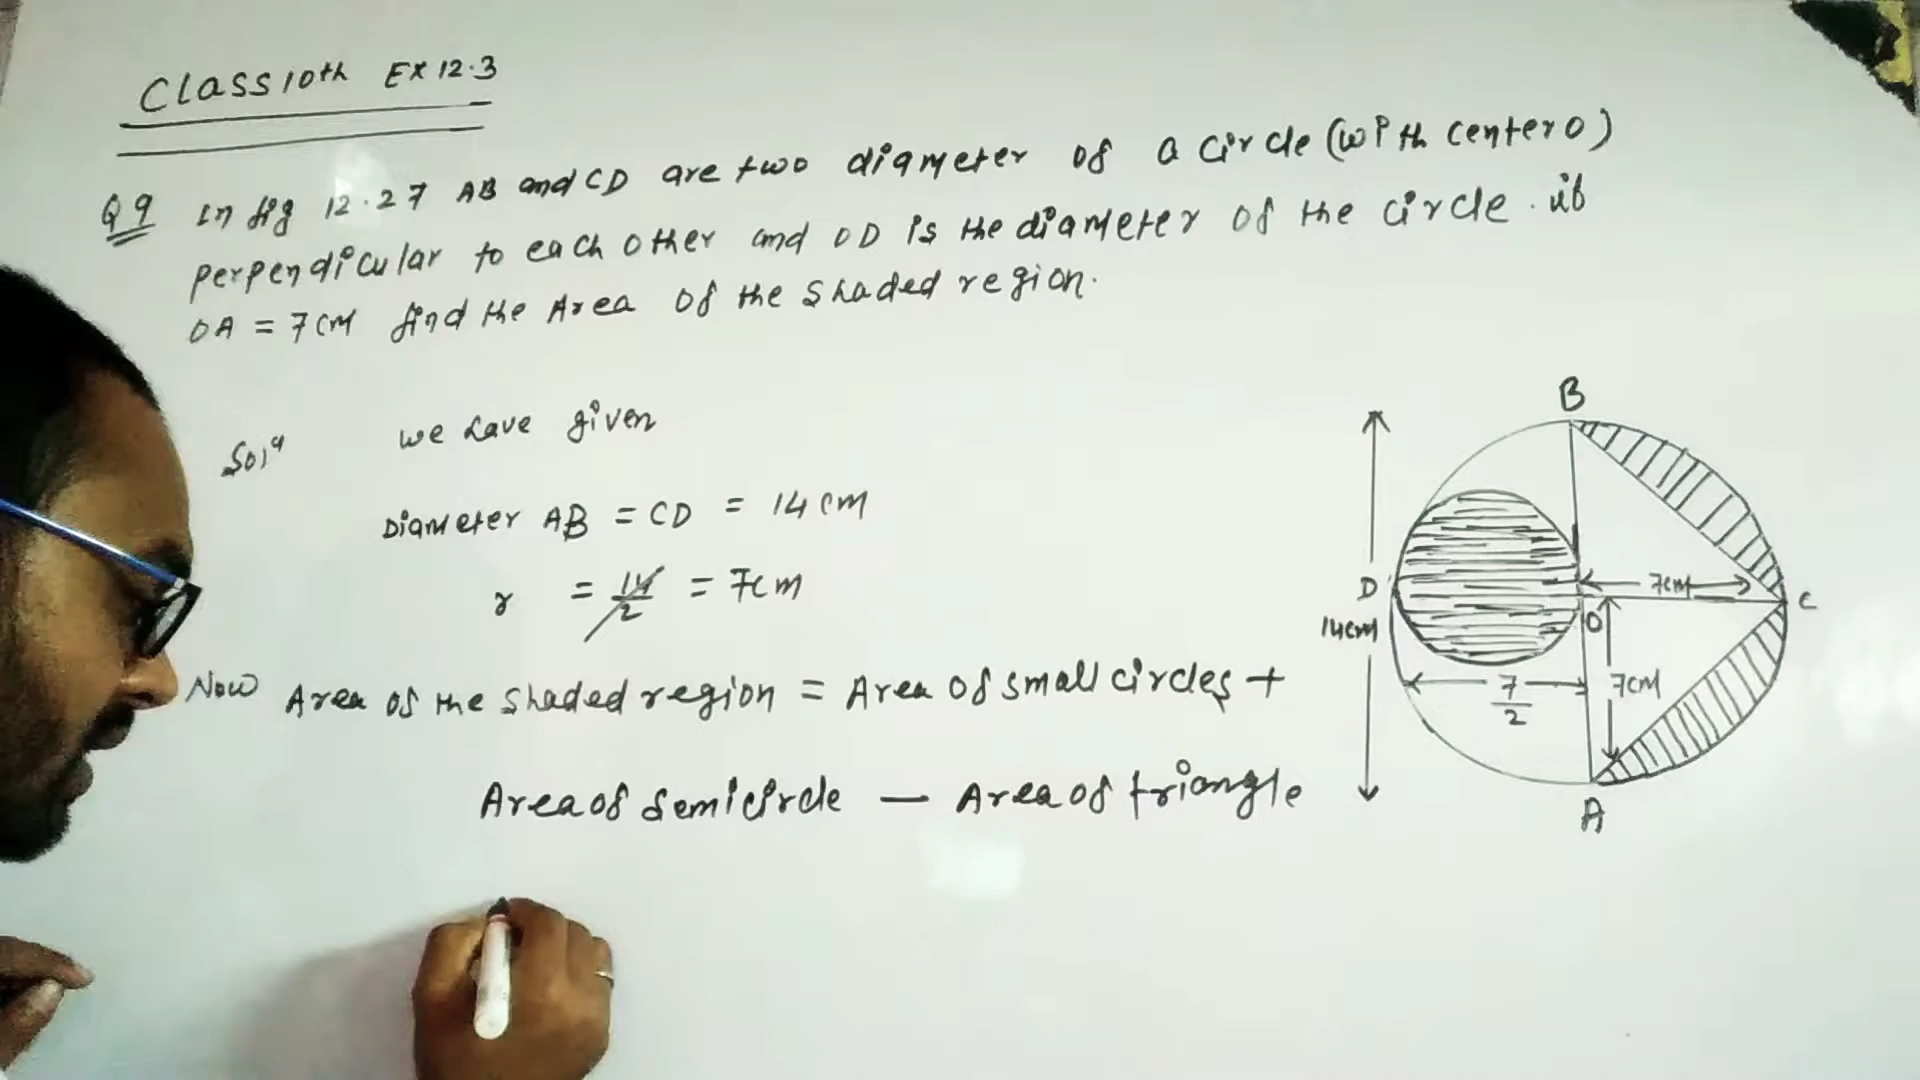 Class 10th Ex 12.3
Q9 In fig 12.27 AB and CD are two diameter of a circle (with center O)
perpendicular to each other and OD is the diameter of the circle. if
OA = 7cm find the Area of the shaded region.
Solⁿ we have given
Diameter AB = CD = 14 cm
r = 14/2 = 7cm
Now Area of the shaded region = Area of small circles +
Area of semicircle — Area of triangle
B
D
7cm
C
14cm
O
7/2
7cm
A